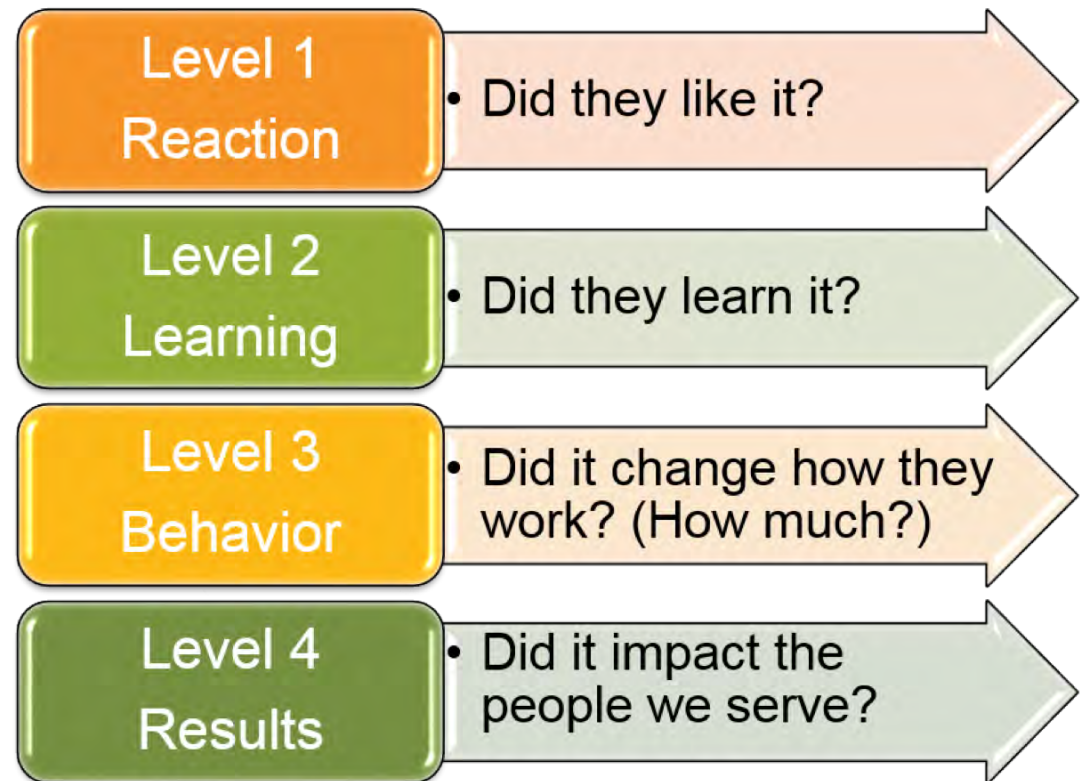 Level 1
Reaction
• Did they like it?
Level 2
Learning
• Did they learn it?
Level 3
Behavior
• Did it change how they
work? (How much?)
Level 4
Results
• Did it impact the
people we serve?